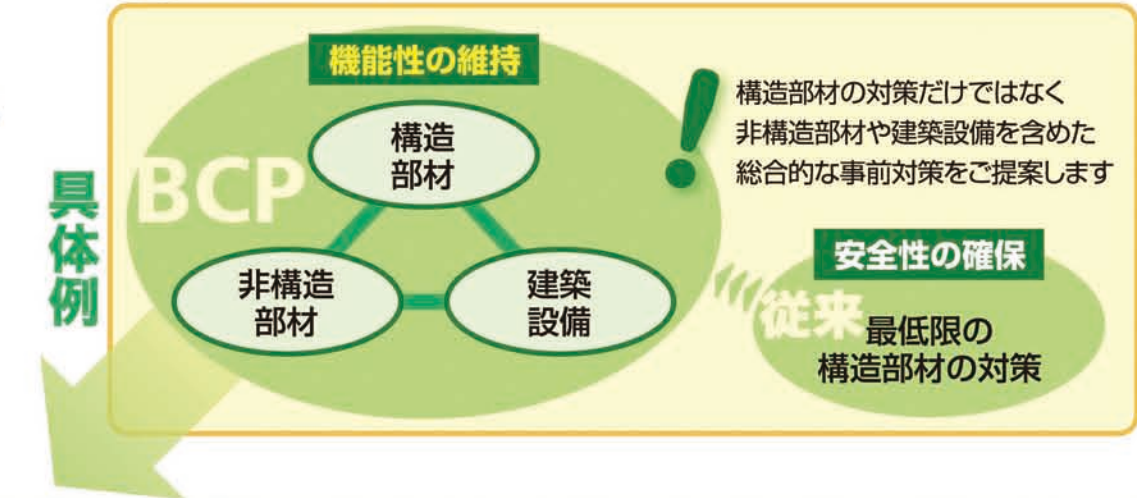 具体例
機能性の維持
BCP
構造
部材
非構造
部材
建築
設備
!
構造部材の対策だけではなく
非構造部材や建築設備を含めた
総合的な事前対策をご提案します
安全性の確保
従来
最低限の
構造部材の対策